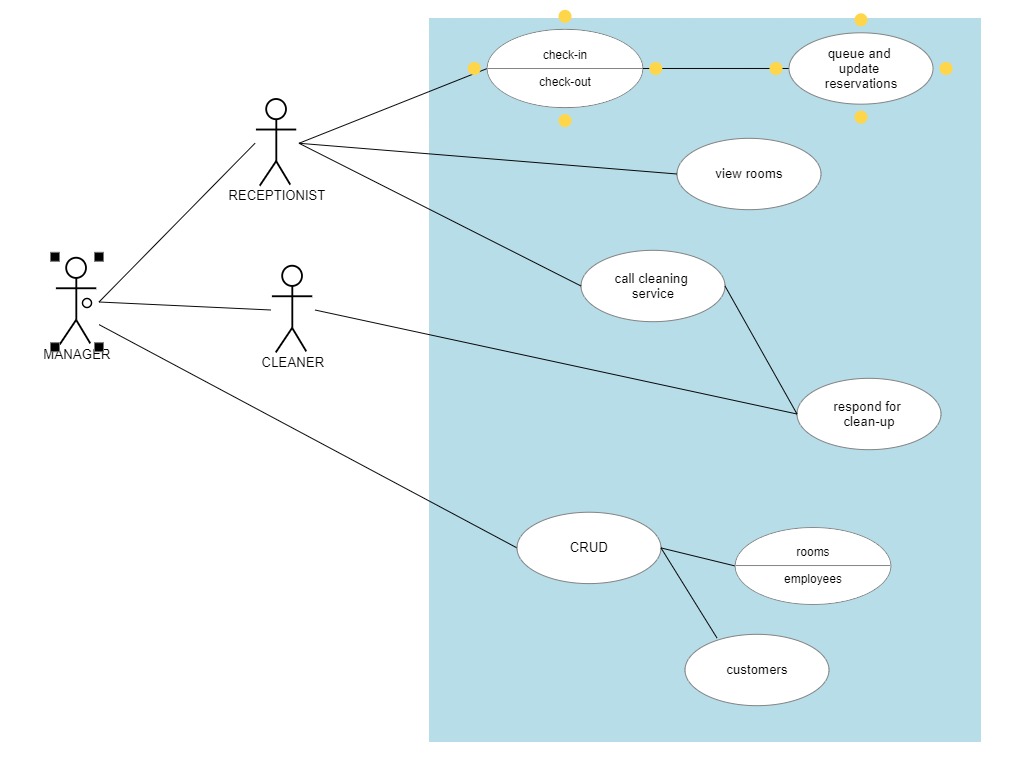 check-in
check-out
queue and
update
reservations
RECEPTIONIST
view rooms
call cleaning
service
MANAGER
CLEANER
respond for
clean-up
CRUD
rooms
employees
customers